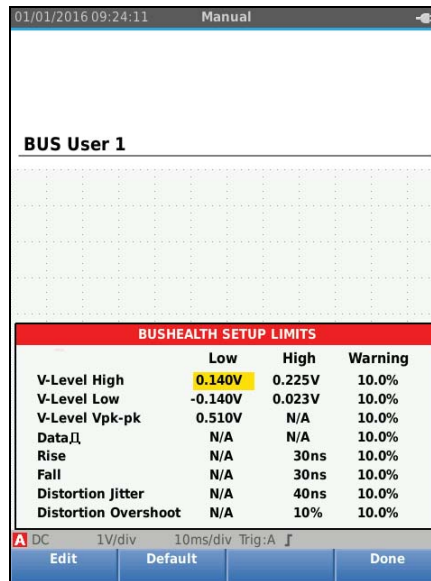 01/01/2016 09:24:11 Manual
BUS User 1
BUSHEALTH SETUP LIMITS
Low High Warning
V-Level High 0.140V 0.225V 10.0%
V-Level Low -0.140V 0.023V 10.0%
V-Level Vpk-pk 0.510V N/A 10.0%
Data N/A N/A 10.0%
Rise N/A 30ns 10.0%
Fall N/A 30ns 10.0%
Distortion Jitter N/A 40ns 10.0%
Distortion Overshoot N/A 10% 10.0%
A DC 1V/div 10ms/div Trig:A
Edit Default Done